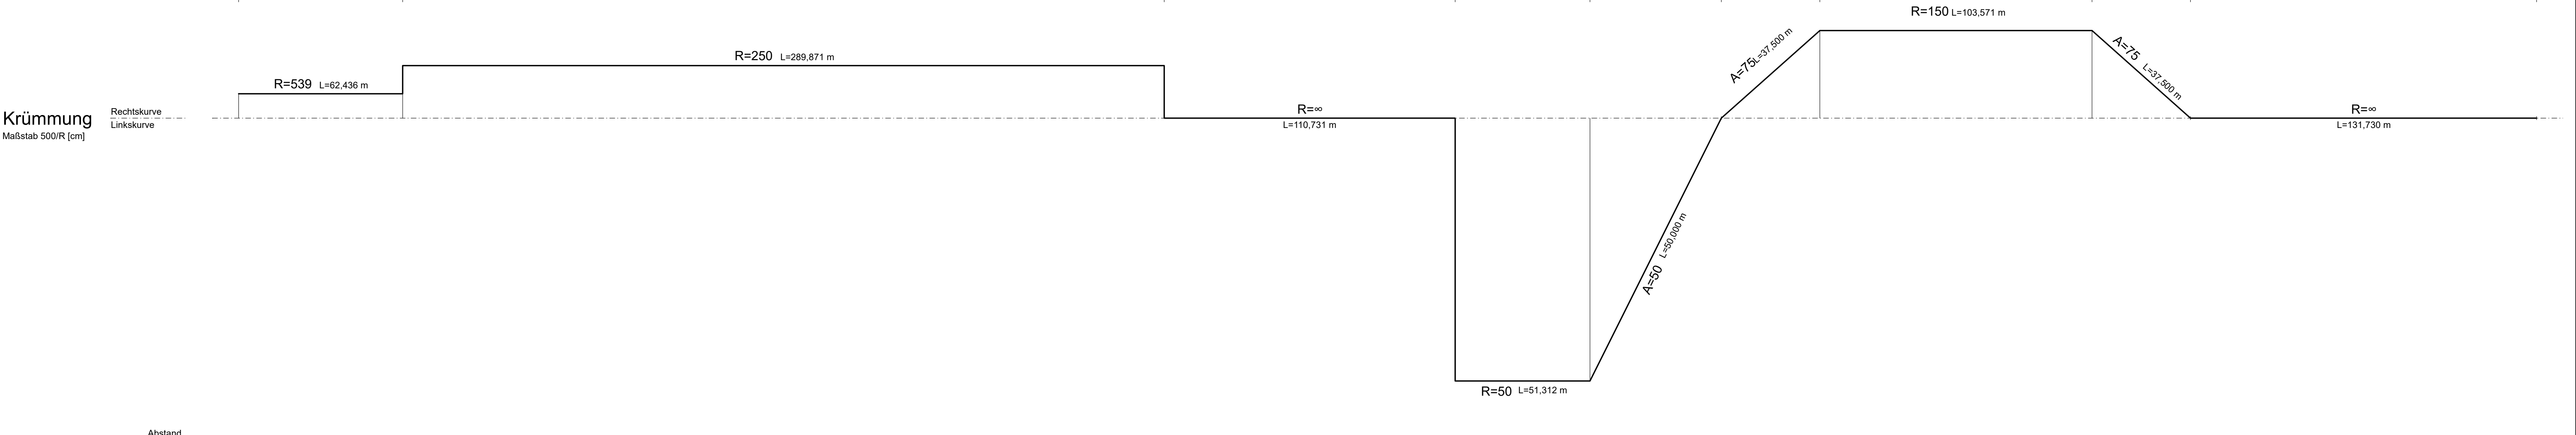 Krümmung
Maßstab 500/R [cm]
Rechtskurve
Linkskurve
R=539 L=62,436 m
R=250 L=289,871 m
R=∞
L=110,731 m
R=50 L=51,312 m
A=50 L=50,000 m
A=75 L=37,500 m
R=150 L=103,571 m
A=75 L=37,500 m
R=∞
L=131,730 m
Abstand